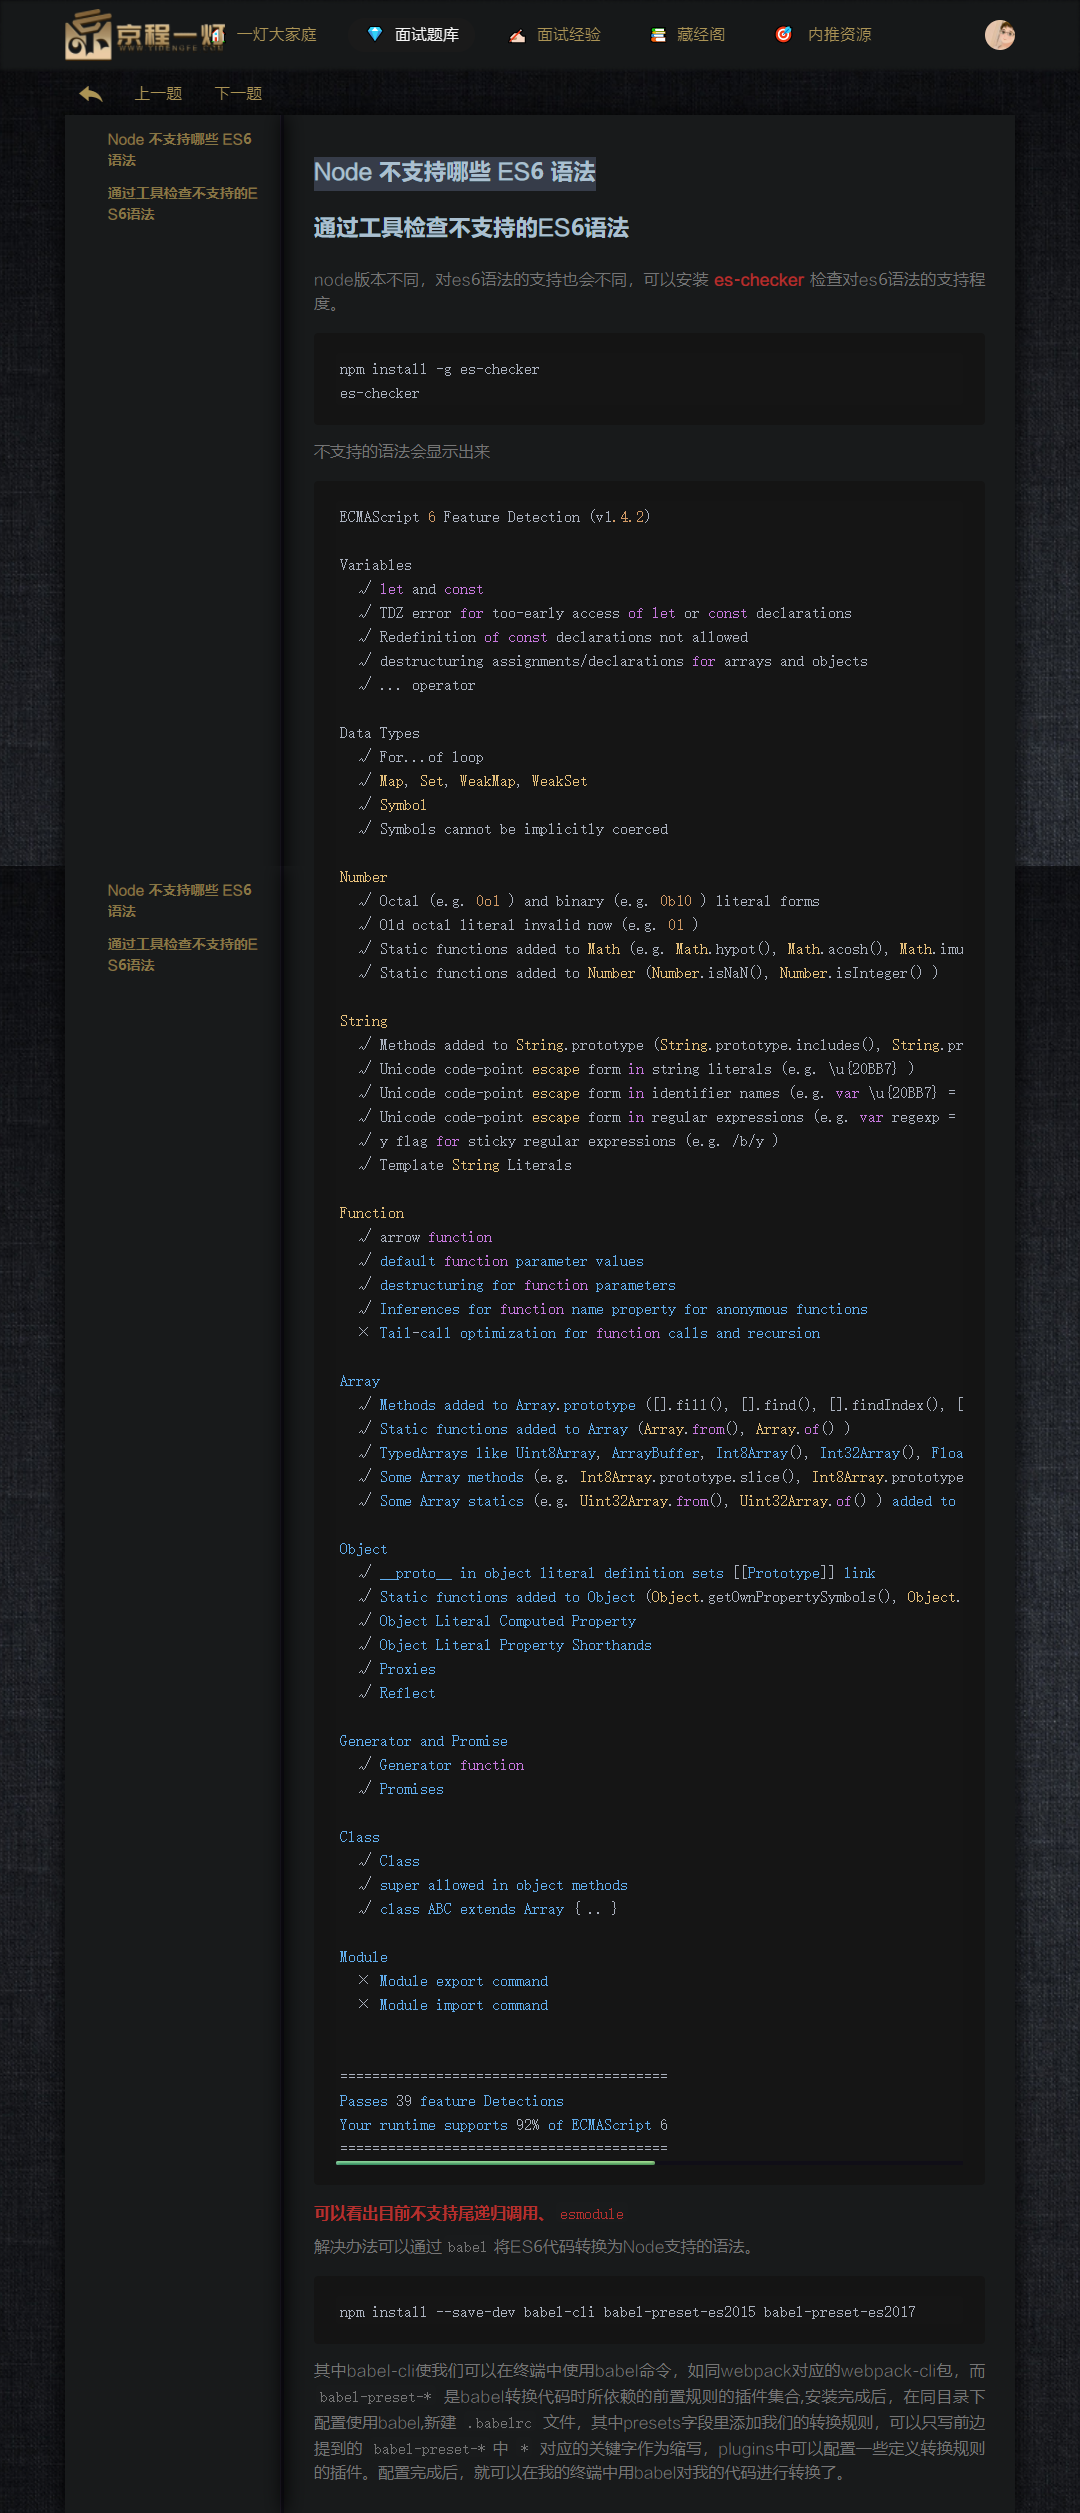 京程一灯
WWW.YIDENGFE.COM
一灯大家庭
面试题库
面试经验
藏经阁
内推资源
上一题
下一题
Node 不支持哪些 ES6
语法
通过工具检查不支持的E
S6语法
Node 不支持哪些 ES6 语法
通过工具检查不支持的ES6语法
node版本不同，对es6语法的支持也会不同，可以安装 es-checker 检查对es6语法的支持程
度。
npm install -g es-checker
es-checker
不支持的语法会显示出来
ECMAScript 6 Feature Detection (v1.4.2)
Variables
√ let and const
√ TDZ error for too-early access of let or const declarations
√ Redefinition of const declarations not allowed
√ destructuring assignments/declarations for arrays and objects
√ ... operator
Data Types
√ For...of loop
√ Map, Set, WeakMap, WeakSet
√ Symbol
√ Symbols cannot be implicitly coerced
Node 不支持哪些 ES6
语法
通过工具检查不支持的E
S6语法
Number
√ Octal (e.g. 0o1 ) and binary (e.g. 0b10 ) literal forms
√ Old octal literal invalid now (e.g. 01 )
√ Static functions added to Math (e.g. Math.hypot(), Math.acosh(), Math.imu
√ Static functions added to Number (Number.isNaN(), Number.isInteger() )
String
√ Methods added to String.prototype (String.prototype.includes(), String.pr
√ Unicode code-point escape form in string literals (e.g. \u{20BB7} )
√ Unicode code-point escape form in identifier names (e.g. var \u{20BB7} =
√ Unicode code-point escape form in regular expressions (e.g. var regexp =
√ y flag for sticky regular expressions (e.g. /b/y )
√ Template String Literals
Function
√ arrow function
√ default function parameter values
√ destructuring for function parameters
√ Inferences for function name property for anonymous functions
× Tail-call optimization for function calls and recursion
Array
√ Methods added to Array.prototype ([].fill(), [].find(), [].findIndex(), [
√ Static functions added to Array (Array.from(), Array.of() )
√ TypedArrays like Uint8Array, ArrayBuffer, Int8Array(), Int32Array(), Floa
√ Some Array methods (e.g. Int8Array.prototype.slice(), Int8Array.prototype
√ Some Array statics (e.g. Uint32Array.from(), Uint32Array.of() ) added to
Object
√ __proto__ in object literal definition sets [[Prototype]] link
√ Static functions added to Object (Object.getOwnPropertySymbols(), Object.
√ Object Literal Computed Property
√ Object Literal Property Shorthands
√ Proxies
√ Reflect
Generator and Promise
√ Generator function
√ Promises
Class
√ Class
√ super allowed in object methods
√ class ABC extends Array { .. }
Module
× Module export command
× Module import command
=========================================
Passes 39 feature Detections
Your runtime supports 92% of ECMAScript 6
=========================================
可以看出目前不支持尾递归调用、 esmodule
解决办法可以通过 babel 将ES6代码转换为Node支持的语法。
npm install --save-dev babel-cli babel-preset-es2015 babel-preset-es2017
其中babel-cli使我们可以在终端中使用babel命令，如同webpack对应的webpack-cli包，而
babel-preset-* 是babel转换代码时所依赖的前置规则的插件集合,安装完成后，在同目录下
配置使用babel,新建 .babelrc 文件，其中presets字段里添加我们的转换规则，可以只写前边
提到的 babel-preset-* 中 * 对应的关键字作为缩写，plugins中可以配置一些定义转换规则
的插件。配置完成后，就可以在我的终端中用babel对我的代码进行转换了。